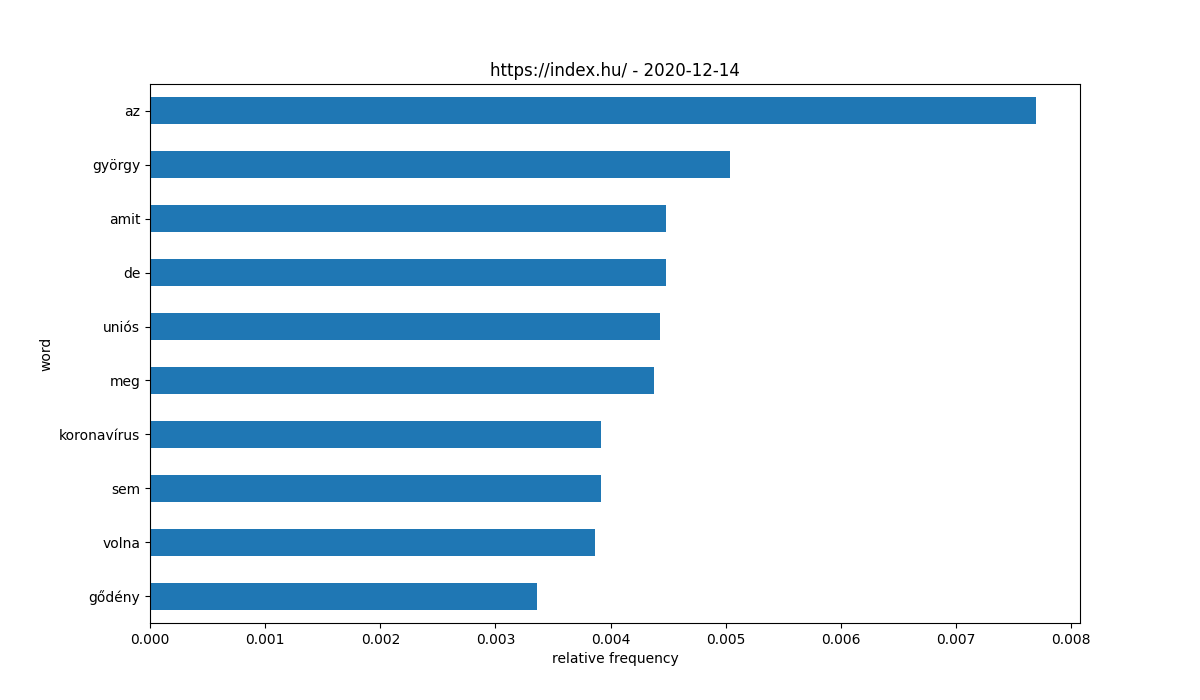 https://index.hu/ - 2020-12-14
az
györgy
amit
de
uniós
meg
koronavírus
sem
volna
gődény
word
0.000 0.001 0.002 0.003 0.004 0.005 0.006 0.007 0.008
relative frequency